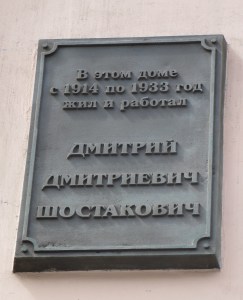 В этом доме
с 1914 по 1933 год
жил и работал
ДМИТРИЙ
ДМИТРИЕВИЧ
ШОСТАКОВИЧ